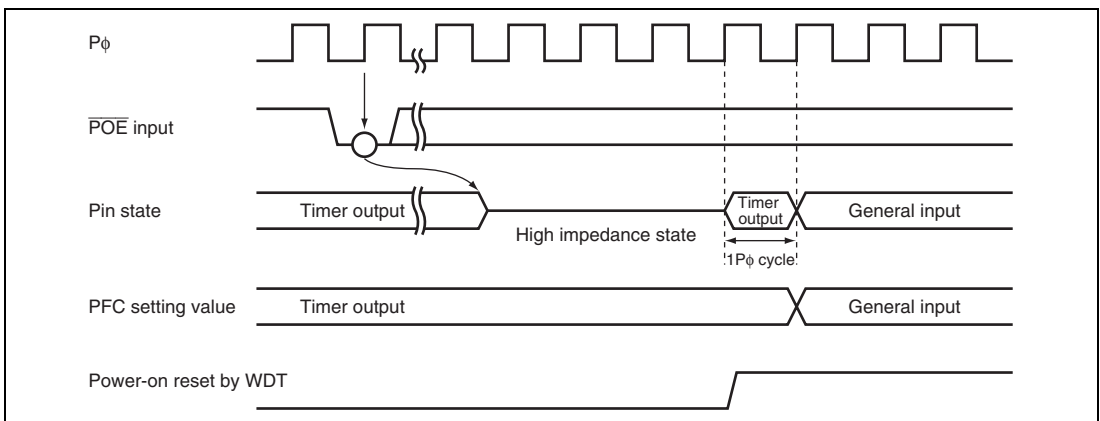 Pϕ
POE input
Pin state
Timer output
High impedance state
Timer
output
General input
1Pϕ cycle
PFC setting value
Timer output
General input
Power-on reset by WDT